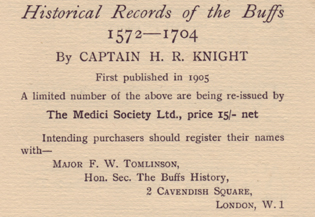 Historical Records of the Buffs
1572—1704
By CAPTAIN H. R. KNIGHT
First published in 1905
A limited number of the above are being re-issued by
The Medici Society Ltd., price 15/- net
Intending purchasers should register their names
with—
MAJOR F. W. TOMLINSON,
Hon. Sec. The Buffs History,
2 CAVENDISH SQUARE,
LONDON, W. 1